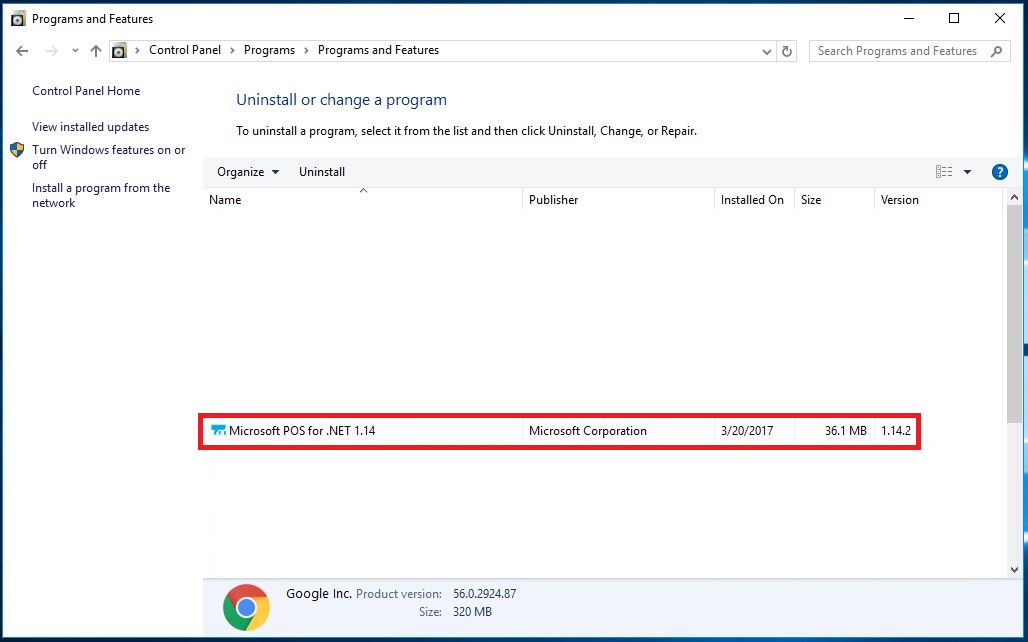 Programs and Features
Control Panel > Programs > Programs and Features
Search Programs and Features
Control Panel Home
View installed updates
Turn Windows features on or
off
Install a program from the
network
Uninstall or change a program
To uninstall a program, select it from the list and then click Uninstall, Change, or Repair.
Organize Uninstall
Name Publisher Installed On Size Version
Microsoft POS for .NET 1.14 Microsoft Corporation 3/20/2017 36.1 MB 1.14.2
Google Inc. Product version: 56.0.2924.87
Size: 320 MB